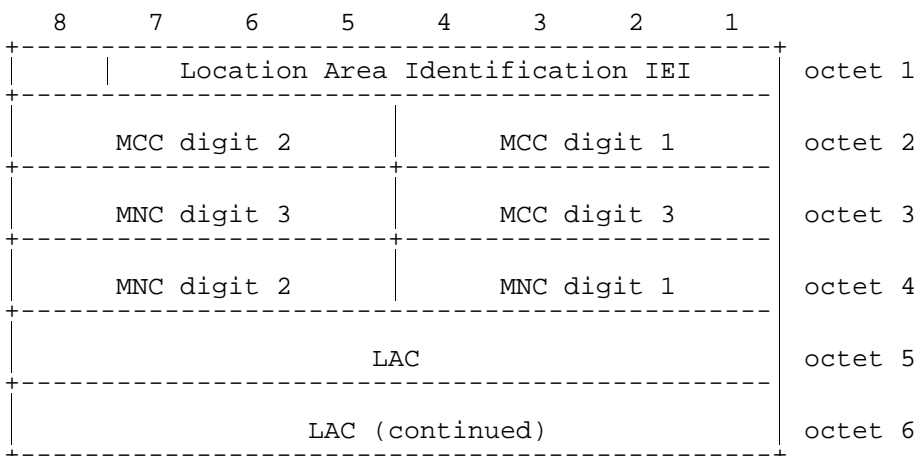 8 7 6 5 4 3 2 1
Location Area Identification IEI octet 1
MCC digit 2 MCC digit 1 octet 2
MNC digit 3 MCC digit 3 octet 3
MNC digit 2 MNC digit 1 octet 4
LAC octet 5
LAC (continued) octet 6